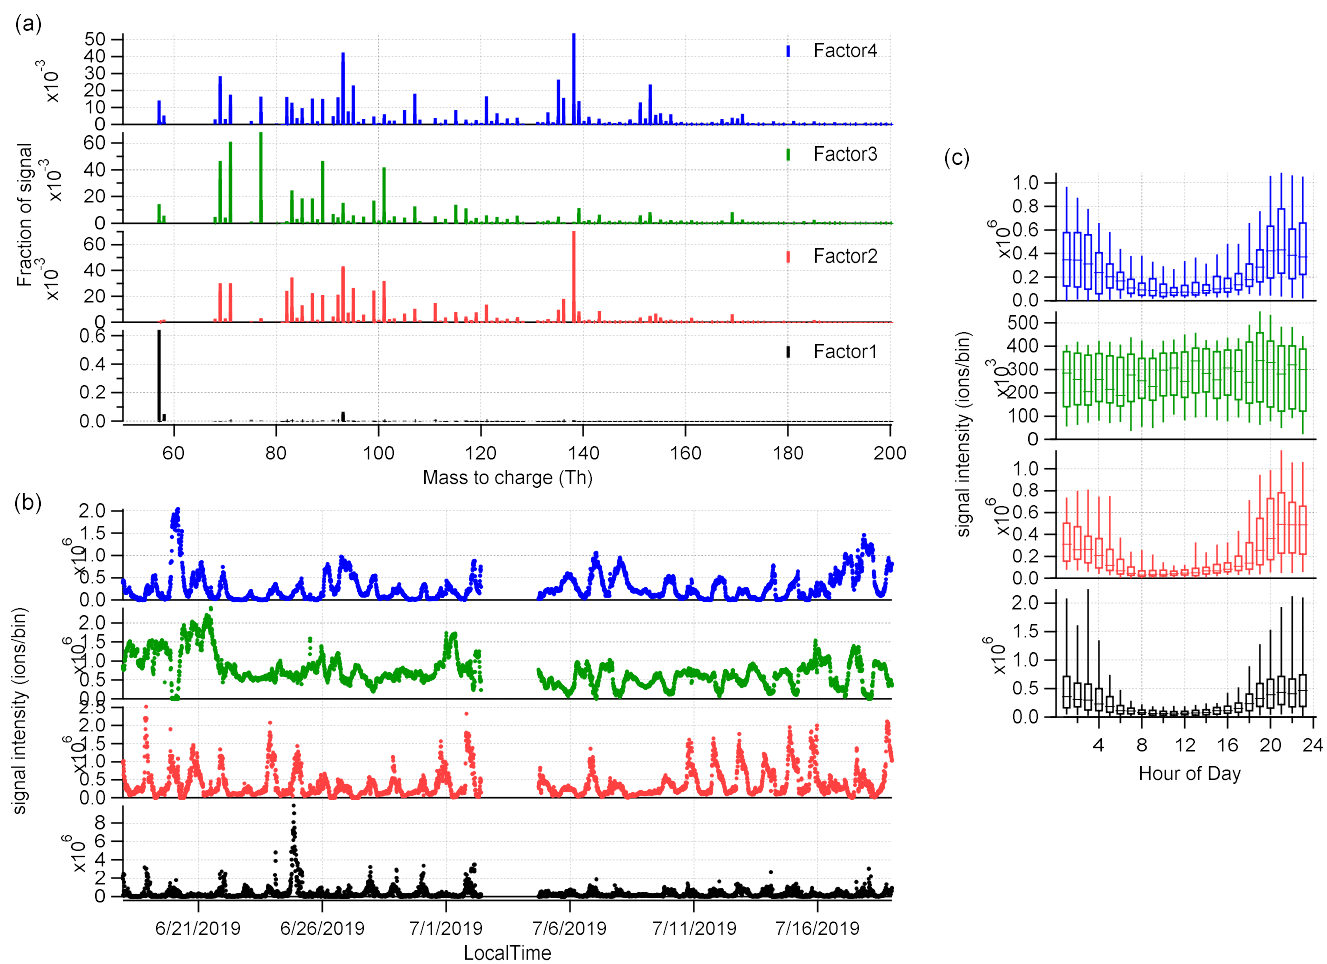 (a)
Fraction of signal
x10⁻³
50
40
30
20
10
0
Factor4
x10⁻³
60
40
20
0
Factor3
x10⁻³
60
40
20
0
Factor2
0.6
0.4
0.2
0.0
Factor1
60 80 100 120 140 160 180 200
Mass to charge (Th)
(b)
signal intensity (ions/bin)
x10⁶
2.0
1.5
1.0
0.5
0.0
x10⁶
2.0
1.5
1.0
0.5
0.0
x10⁶
2.5
2.0
1.5
1.0
0.5
0.0
x10⁶
8
6
4
2
0
6/21/2019 6/26/2019 7/1/2019 7/6/2019 7/11/2019 7/16/2019
LocalTime
(c)
signal intensity (ions/bin)
x10⁶
1.0
0.8
0.6
0.4
0.2
0.0
x10³
500
400
300
200
100
0
x10⁶
1.0
0.8
0.6
0.4
0.2
0.0
x10⁶
2.0
1.5
1.0
0.5
0.0
4 8 12 16 20 24
Hour of Day